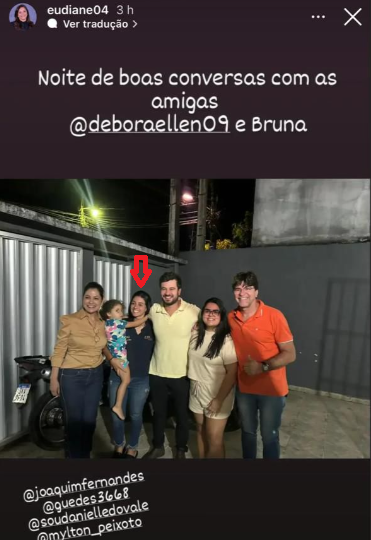 eudiane04 3 h
Ver tradução
Noite de boas conversas com as
amigas
@deboraellen09 e Bruna
@joaquimfernandes
@guedes3668
@soudanielledovale
@mylton_peixoto